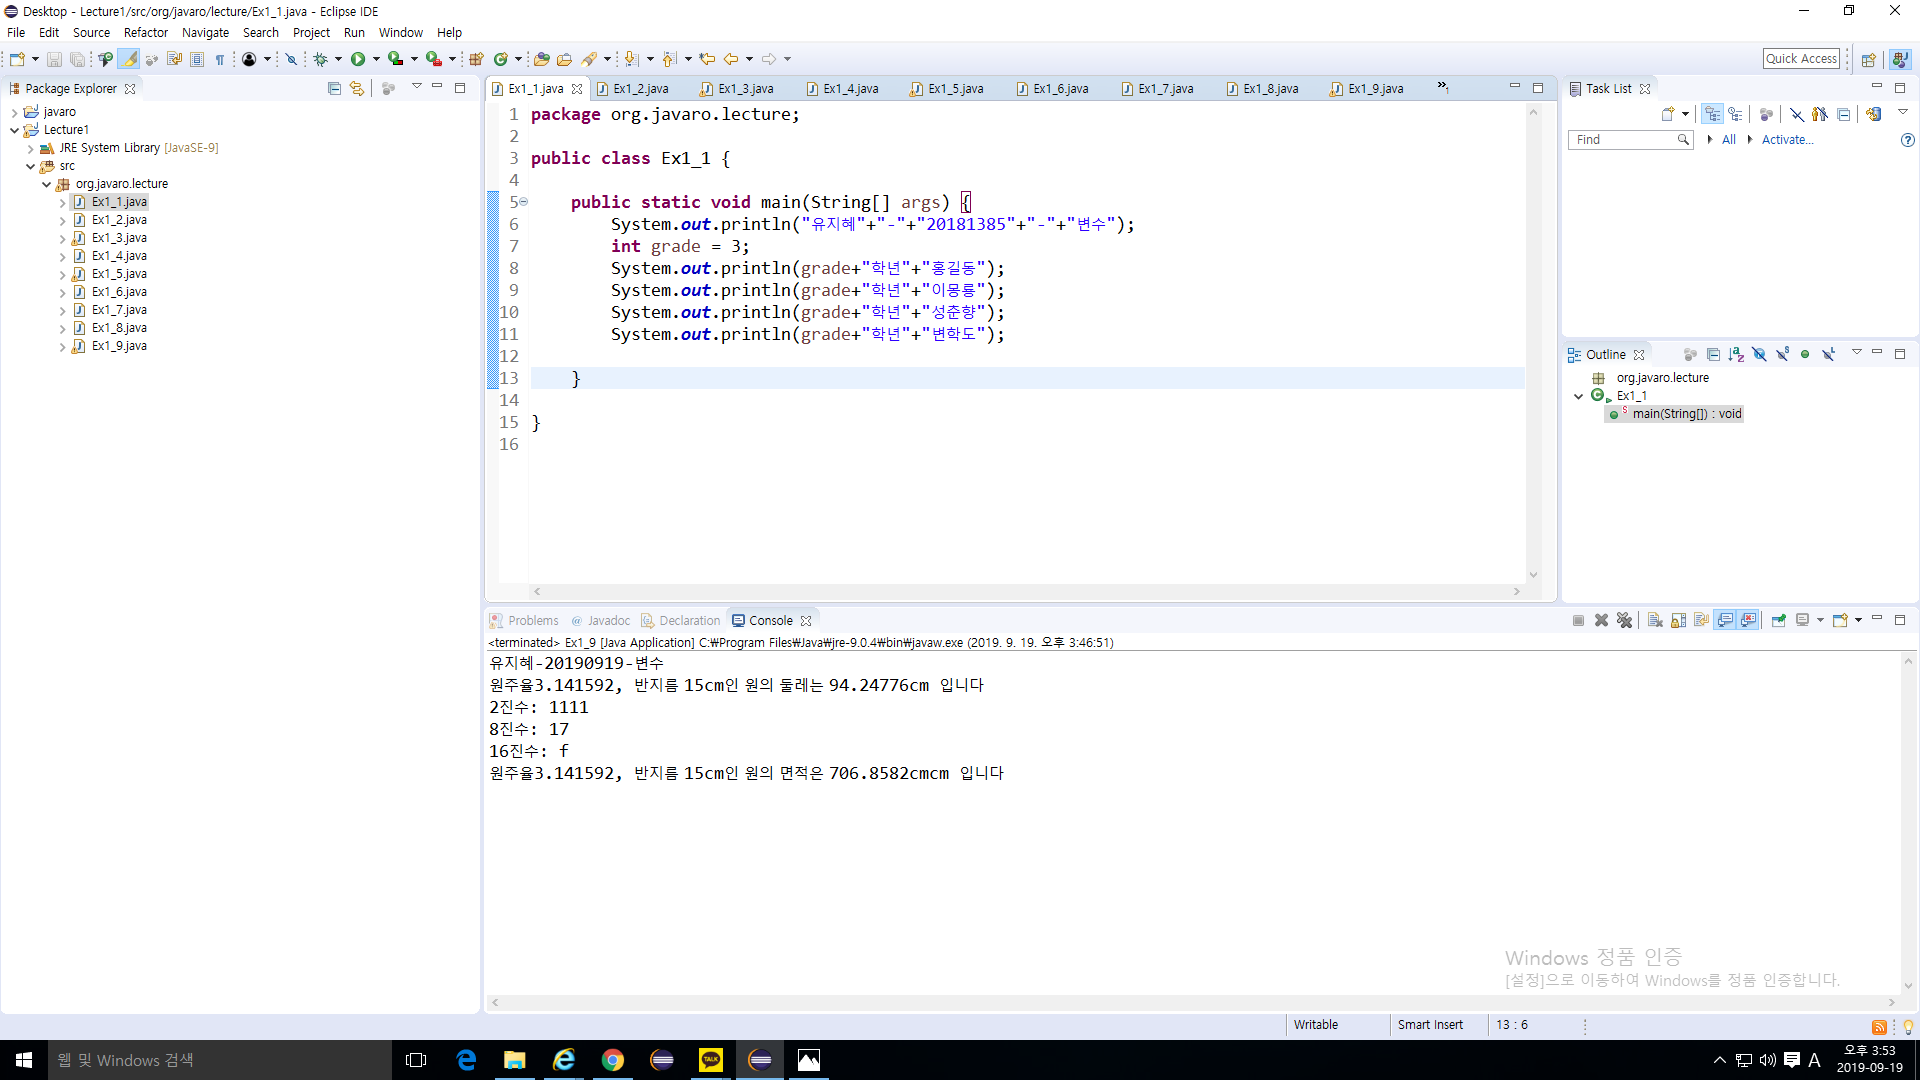 Desktop - Lecture1/src/org/javaro/lecture/Ex1_1.java - Eclipse IDE
File Edit Source Refactor Navigate Search Project Run Window Help
Quick Access
Package Explorer
javaro
Lecture1
JRE System Library [JavaSE-9]
src
org.javaro.lecture
Ex1_1.java
Ex1_2.java
Ex1_3.java
Ex1_4.java
Ex1_5.java
Ex1_6.java
Ex1_7.java
Ex1_8.java
Ex1_9.java
Ex1_1.java Ex1_2.java Ex1_3.java Ex1_4.java Ex1_5.java Ex1_6.java Ex1_7.java Ex1_8.java Ex1_9.java »1
1 package org.javaro.lecture;
2
3 public class Ex1_1 {
4
5 public static void main(String[] args) {
6 System.out.println("유지혜"+"-"+"20181385"+"-"+"변수");
7 int grade = 3;
8 System.out.println(grade+"학년"+"홍길동");
9 System.out.println(grade+"학년"+"이몽룡");
10 System.out.println(grade+"학년"+"성춘향");
11 System.out.println(grade+"학년"+"변학도");
12
13 }
14
15 }
16
Task List
Find All Activate...
Outline
org.javaro.lecture
Ex1_1
main(String[]) : void
Problems @ Javadoc Declaration Console
<terminated> Ex1_9 [Java Application] C:₩Program Files₩Java₩jre-9.0.4₩bin₩javaw.exe (2019. 9. 19. 오후 3:46:51)
유지혜-20190919-변수
원주율3.141592, 반지름 15cm인 원의 둘레는 94.24776cm 입니다
2진수: 1111
8진수: 17
16진수: f
원주율3.141592, 반지름 15cm인 원의 면적은 706.8582cmcm 입니다
Windows 정품 인증
[설정]으로 이동하여 Windows를 정품 인증합니다.
Writable Smart Insert 13 : 6
웹 및 Windows 검색
TALK
A
오후 3:53
2019-09-19